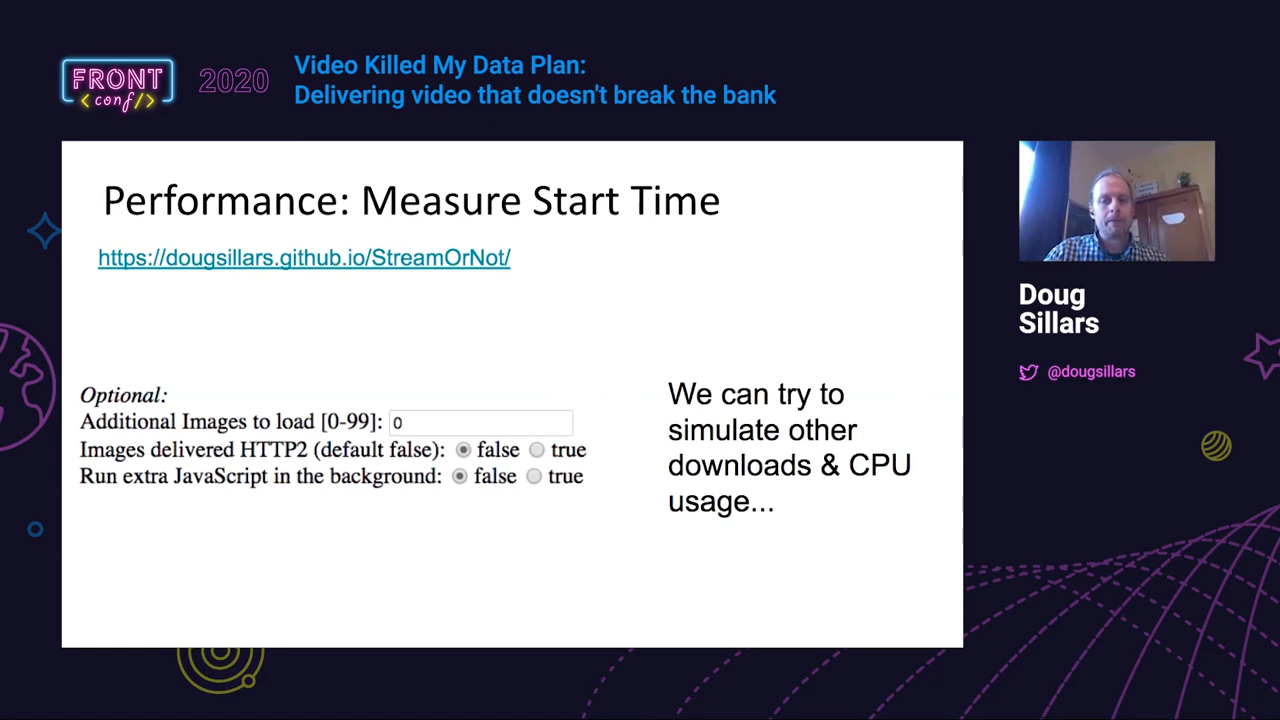 FRONT
<conf/>
2020
Video Killed My Data Plan:
Delivering video that doesn't break the bank
Performance: Measure Start Time
https://dougsillars.github.io/StreamOrNot/
Optional:
Additional Images to load [0-99]: 0
Images delivered HTTP2 (default false): false true
Run extra JavaScript in the background: false true
We can try to
simulate other
downloads & CPU
usage...
Doug
Sillars
@dougsillars